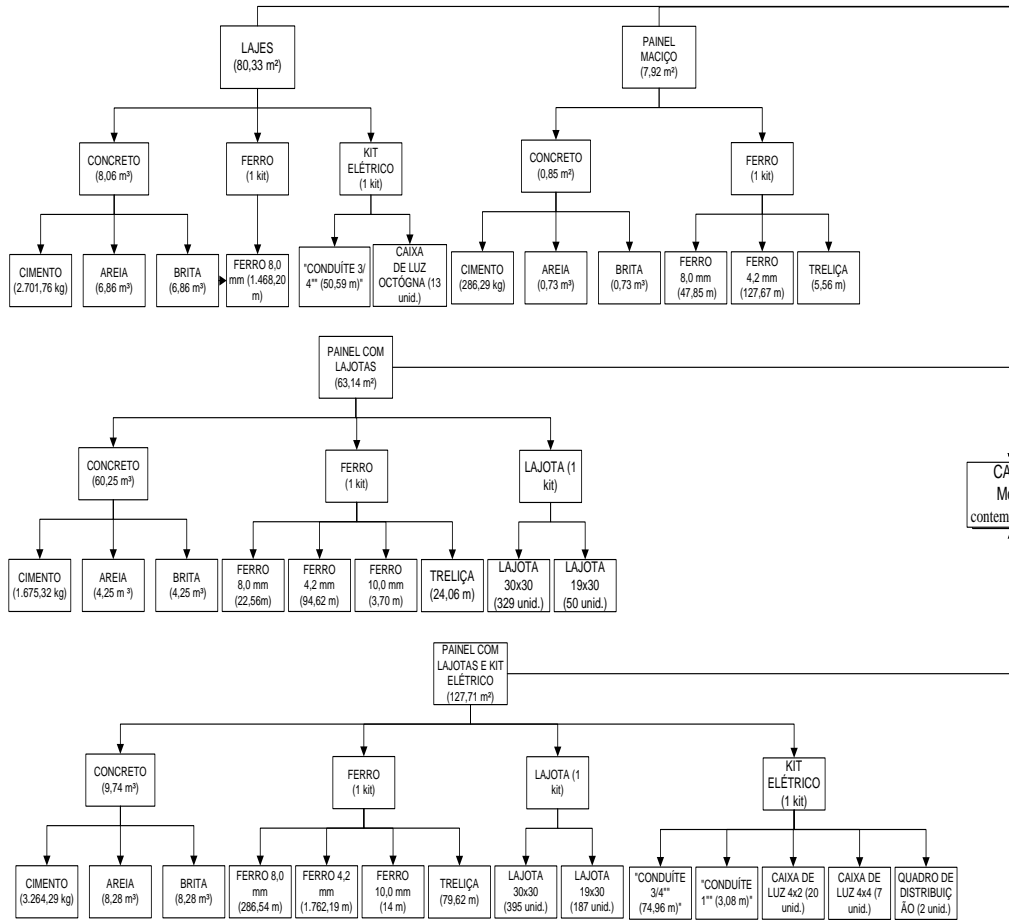 LAJES
(80,33 m²)
PAINEL
MACIÇO
(7,92 m²)
CONCRETO
(8,06 m³)
FERRO
(1 kit)
KIT
ELÉTRICO
(1 kit)
CONCRETO
(0,85 m²)
FERRO
(1 kit)
CIMENTO
(2.701,76 kg)
AREIA
(6,86 m³)
BRITA
(6,86 m³)
FERRO 8,0
mm (1.468,20
m)
"CONDUÍTE 3/
4"" (50,59 m)"
CAIXA
DE LUZ
OCTÓGNA (13
unid.)
CIMENTO
(286,29 kg)
AREIA
(0,73 m³)
BRITA
(0,73 m³)
FERRO
8,0 mm
(47,85 m)
FERRO
4,2 mm
(127,67 m)
TRELIÇA
(5,56 m)
PAINEL COM
LAJOTAS
(63,14 m²)
CONCRETO
(60,25 m³)
FERRO
(1 kit)
LAJOTA (1
kit)
CIMENTO
(1.675,32 kg)
AREIA
(4,25 m ³)
BRITA
(4,25 m³)
FERRO
8,0 mm
(22,56m)
FERRO
4,2 mm
(94,62 m)
FERRO
10,0 mm
(3,70 m)
TRELIÇA
(24,06 m)
LAJOTA
30x30
(329 unid.)
LAJOTA
19x30
(50 unid.)
CA
Mo
contem
PAINEL COM
LAJOTAS E KIT
ELÉTRICO
(127,71 m²)
CONCRETO
(9,74 m³)
FERRO
(1 kit)
LAJOTA (1
kit)
KIT
ELÉTRICO
(1 kit)
CIMENTO
(3.264,29 kg)
AREIA
(8,28 m³)
BRITA
(8,28 m³)
FERRO 8,0
mm
(286,54 m)
FERRO 4,2
mm
(1.762,19 m)
FERRO
10,0 mm
(14 m)
TRELIÇA
(79,62 m)
LAJOTA
30x30
(395 unid.)
LAJOTA
19x30
(187 unid.)
"CONDUÍTE
3/4"" (74,96 m)"
"CONDUÍTE
1"" (3,08 m)"
CAIXA DE
LUZ 4x2 (20
unid.)
CAIXA DE
LUZ 4x4 (7
unid.)
QUADRO DE
DISTRIBUIÇ
ÃO (2 unid.)